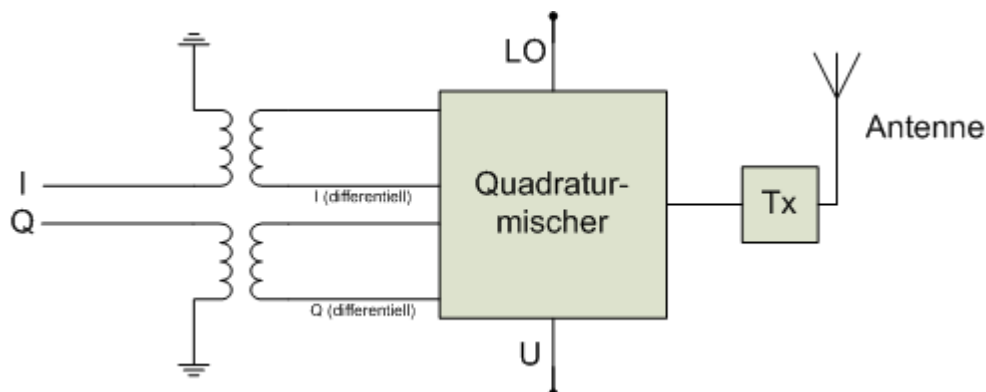 LO
Antenne
I
I (differentiell)
Quadratur-
mischer
Tx
Q
Q (differentiell)
U